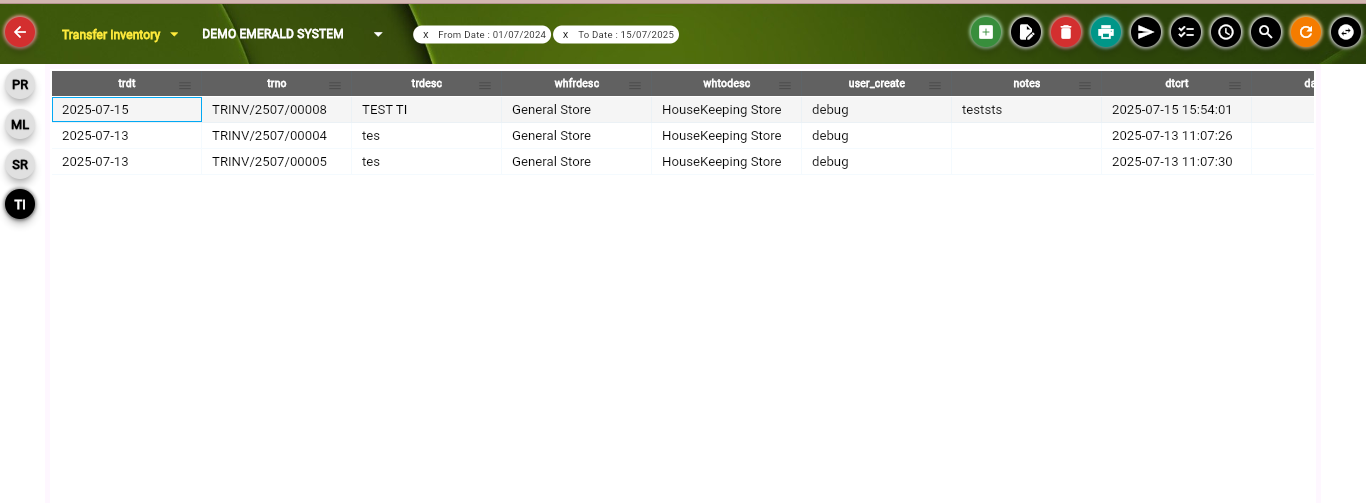 Transfer Inventory DEMO EMERALD SYSTEM x From Date : 01/07/2024 x To Date : 15/07/2025
PR
ML
SR
TI
trdt trno trdesc whfrdesc whtodesc user_create notes dtcrt
2025-07-15 TRINV/2507/00008 TEST TI General Store HouseKeeping Store debug teststs 2025-07-15 15:54:01
2025-07-13 TRINV/2507/00004 tes General Store HouseKeeping Store debug 2025-07-13 11:07:26
2025-07-13 TRINV/2507/00005 tes General Store HouseKeeping Store debug 2025-07-13 11:07:30